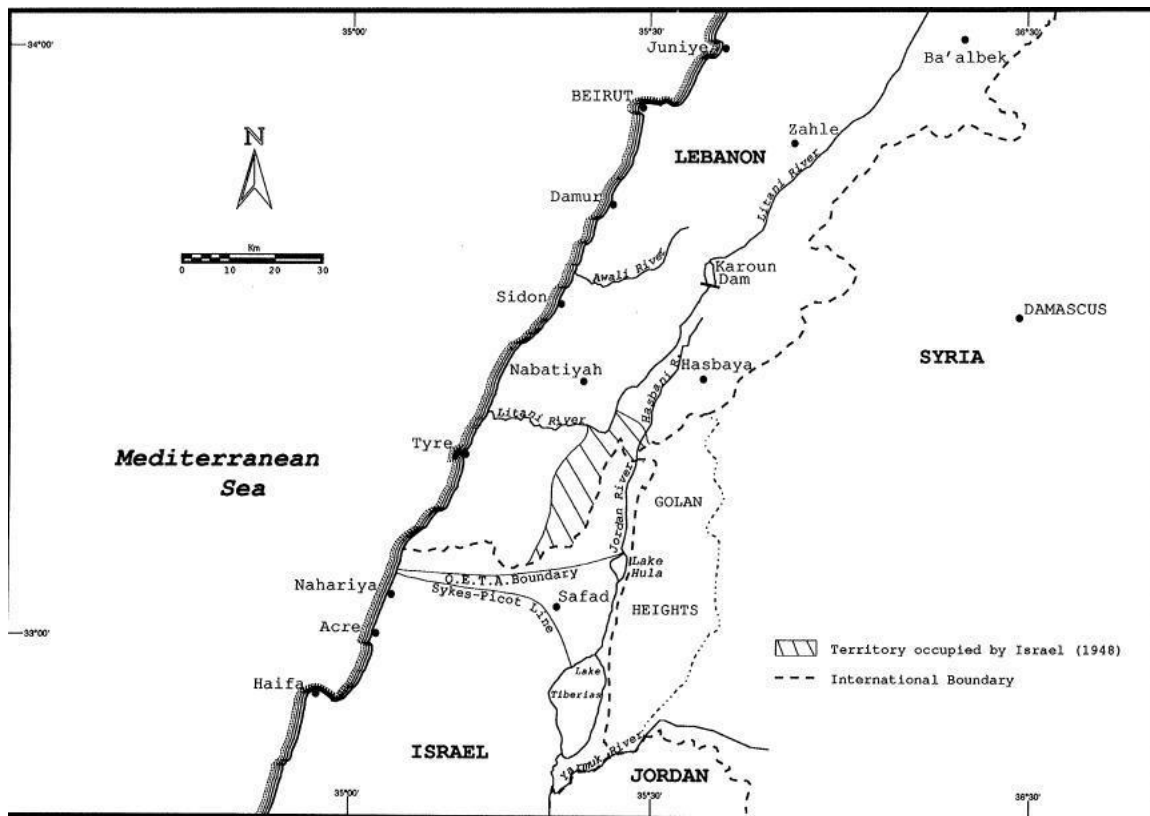 35°00'
35°30'
36°30'
34°00'
Juniye
Ba'albek
BEIRUT
Zahle
N
LEBANON
Litani River
Damur
Km
0 10 20 30
Awali River
Karoun
Dam
Sidon
DAMASCUS
SYRIA
Nabatiyah
Hasbaya
Hasbani R.
Litani River
Tyre
Mediterranean
Sea
Jordan River
GOLAN
O.E.T.A. Boundary
Lake
Hula
Nahariya
Sykes-Picot Line
Safad
HEIGHTS
33°00'
Acre
Territory occupied by Israel (1948)
Lake
Tiberias
International Boundary
Haifa
ISRAEL
Yarmuk River
JORDAN
35°00'
35°30'
36°30'